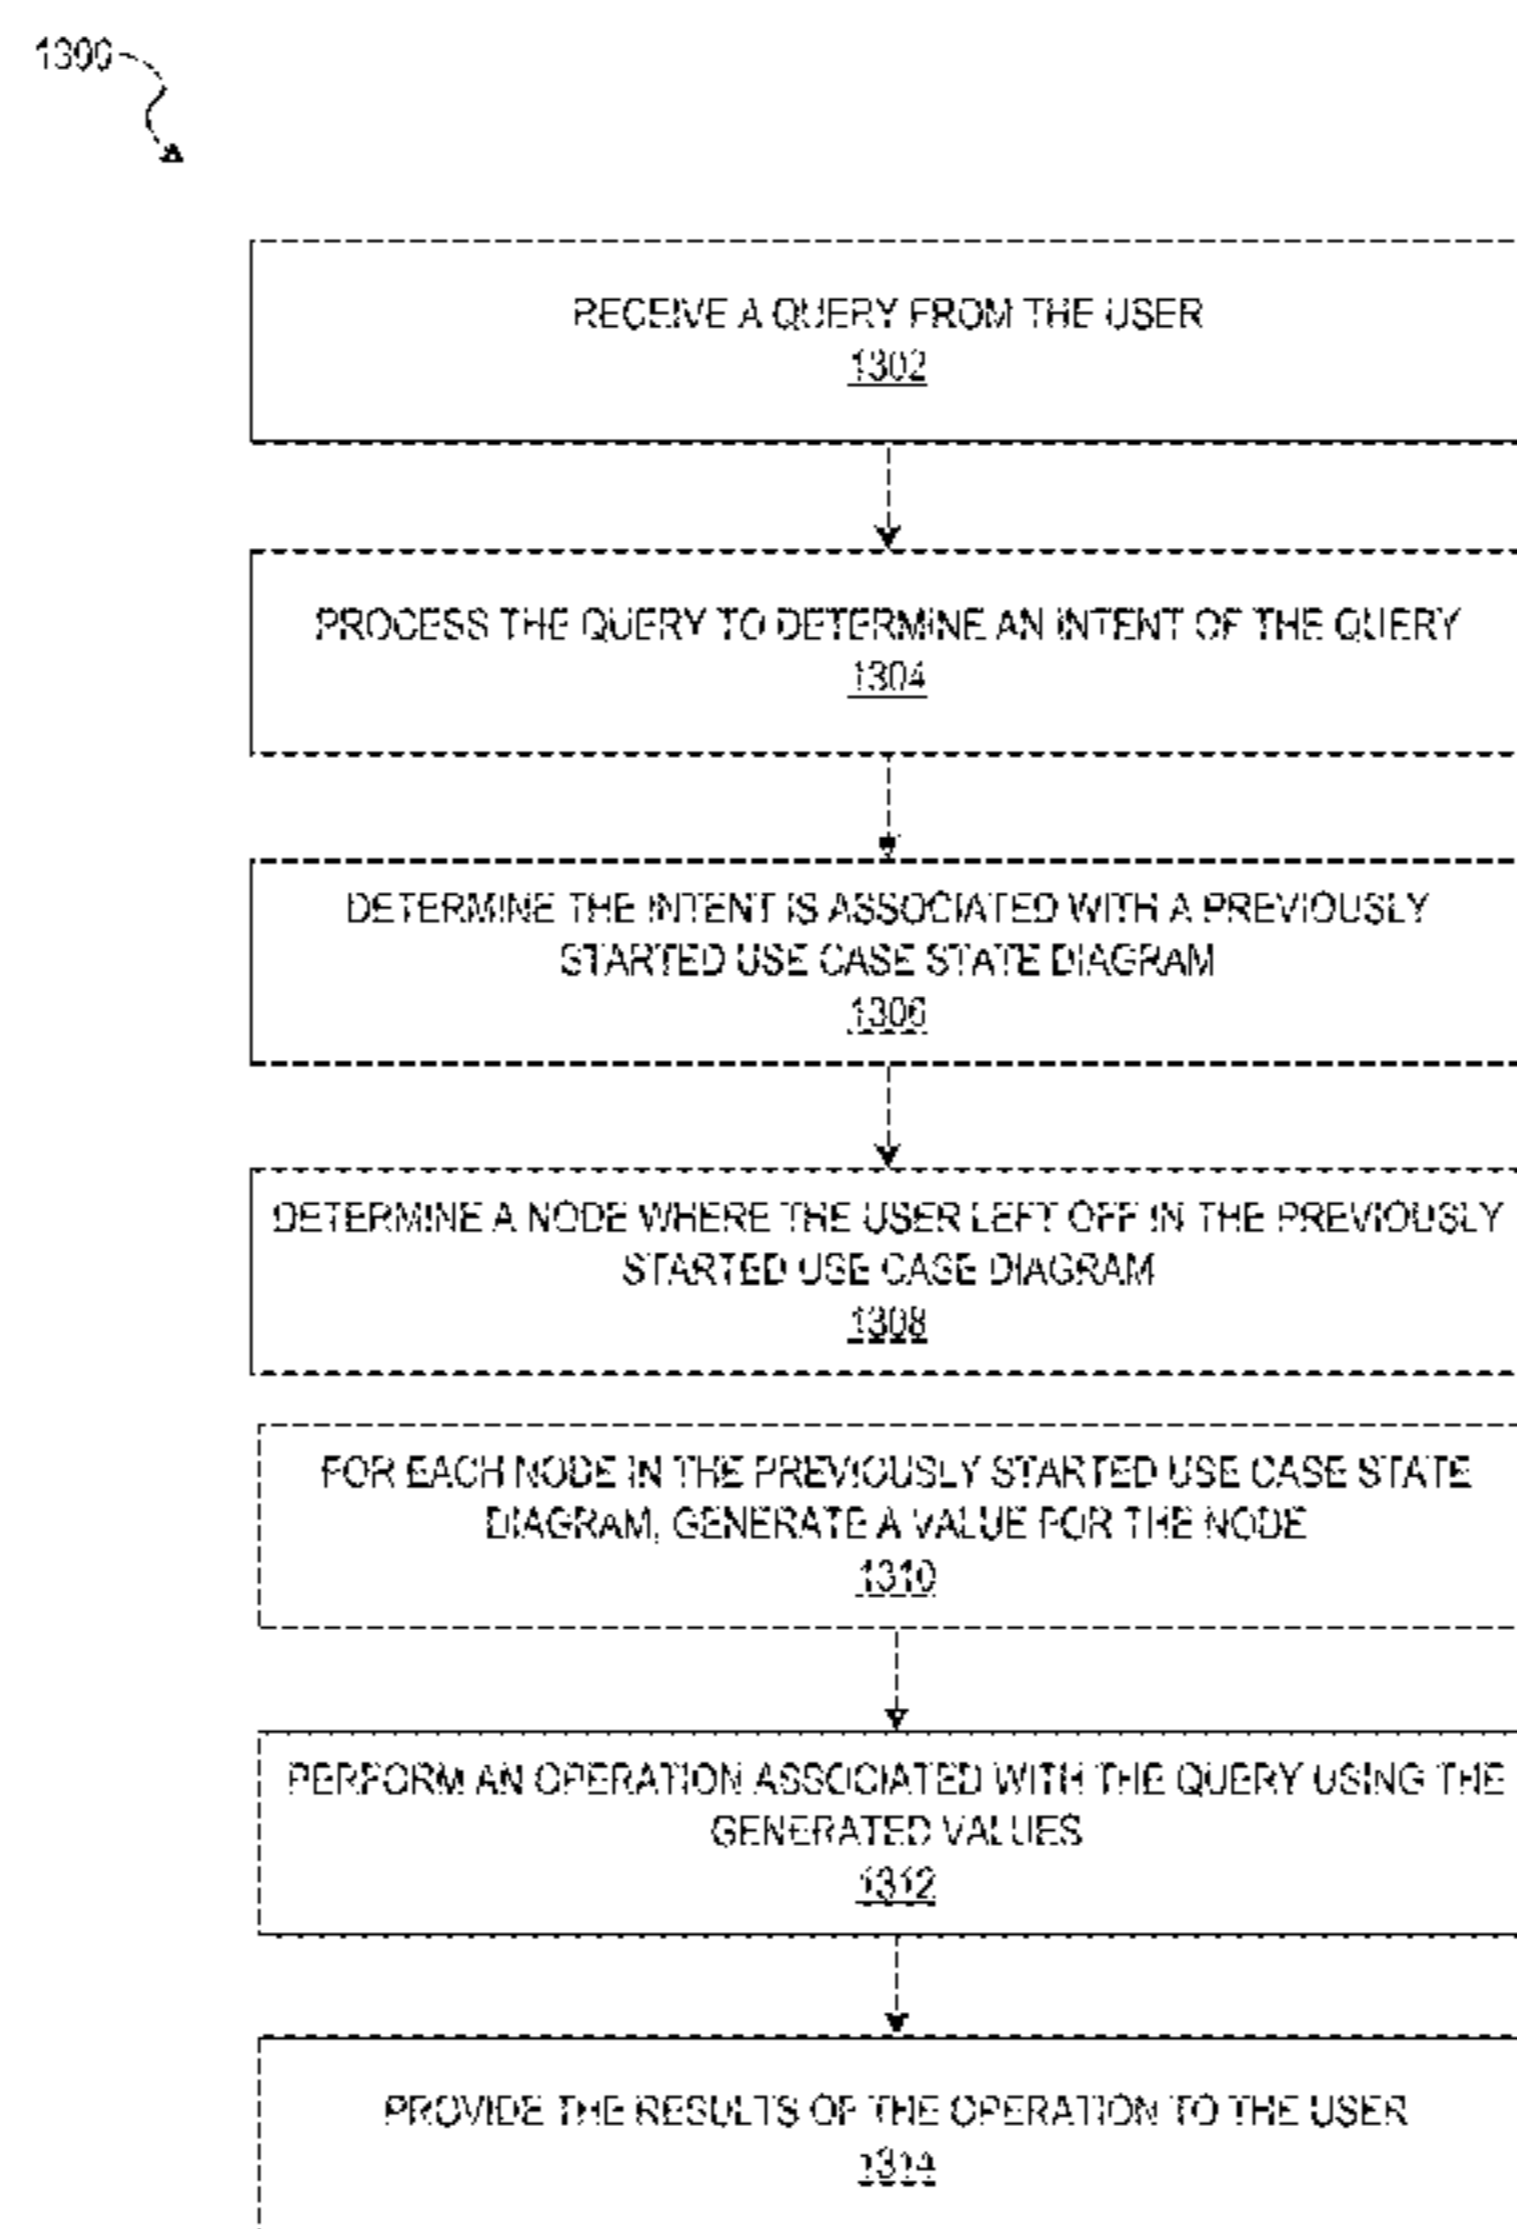 1300
RECEIVE A QUERY FROM THE USER
1302
PROCESS THE QUERY TO DETERMINE AN INTENT OF THE QUERY
1304
DETERMINE THE INTENT IS ASSOCIATED WITH A PREVIOUSLY
STARTED USE CASE STATE DIAGRAM
1306
DETERMINE A NODE WHERE THE USER LEFT OFF IN THE PREVIOUSLY
STARTED USE CASE DIAGRAM
1308
FOR EACH NODE IN THE PREVIOUSLY STARTED USE CASE STATE
DIAGRAM, GENERATE A VALUE FOR THE NODE
1310
PERFORM AN OPERATION ASSOCIATED WITH THE QUERY USING THE
GENERATED VALUES
1312
PROVIDE THE RESULTS OF THE OPERATION TO THE USER
1314